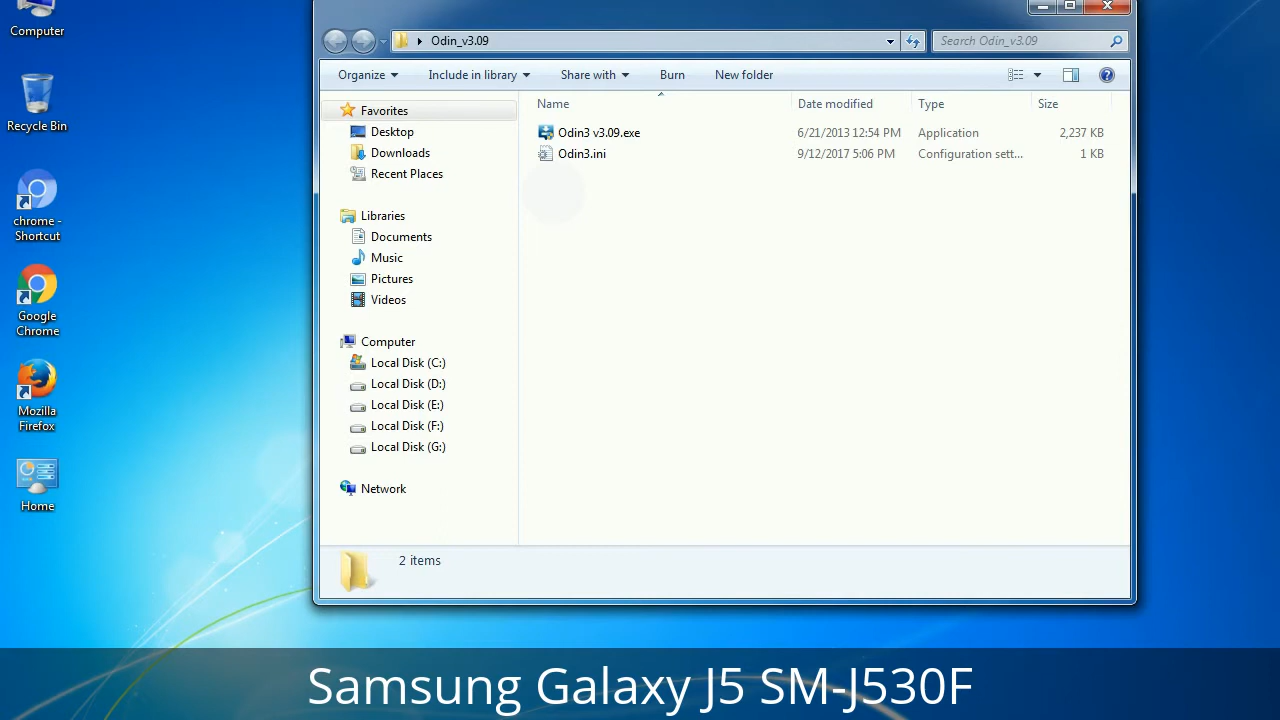 Computer
Recycle Bin
chrome -
Shortcut
Google
Chrome
Mozilla
Firefox
Home
Odin_v3.09
Search Odin_v3.09
Organize
Include in library
Share with
Burn
New folder
Favorites
Desktop
Downloads
Recent Places
Libraries
Documents
Music
Pictures
Videos
Computer
Local Disk (C:)
Local Disk (D:)
Local Disk (E:)
Local Disk (F:)
Local Disk (G:)
Network
Name Date modified Type Size
Odin3 v3.09.exe 6/21/2013 12:54 PM Application 2,237 KB
Odin3.ini 9/12/2017 5:06 PM Configuration sett... 1 KB
2 items
Samsung Galaxy J5 SM-J530F